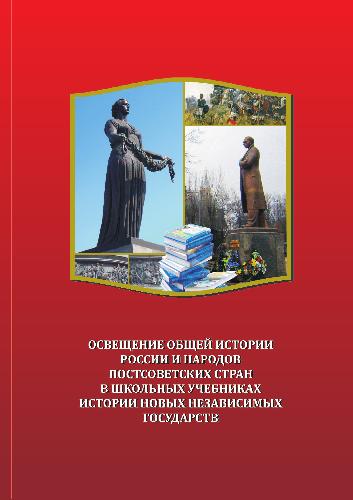 ОСВЕЩЕНИЕ ОБЩЕЙ ИСТОРИИ
РОССИИ И НАРОДОВ
ПОСТСОВЕТСКИХ СТРАН
В ШКОЛЬНЫХ УЧЕБНИКАХ
ИСТОРИИ НОВЫХ НЕЗАВИСИМЫХ
ГОСУДАРСТВ